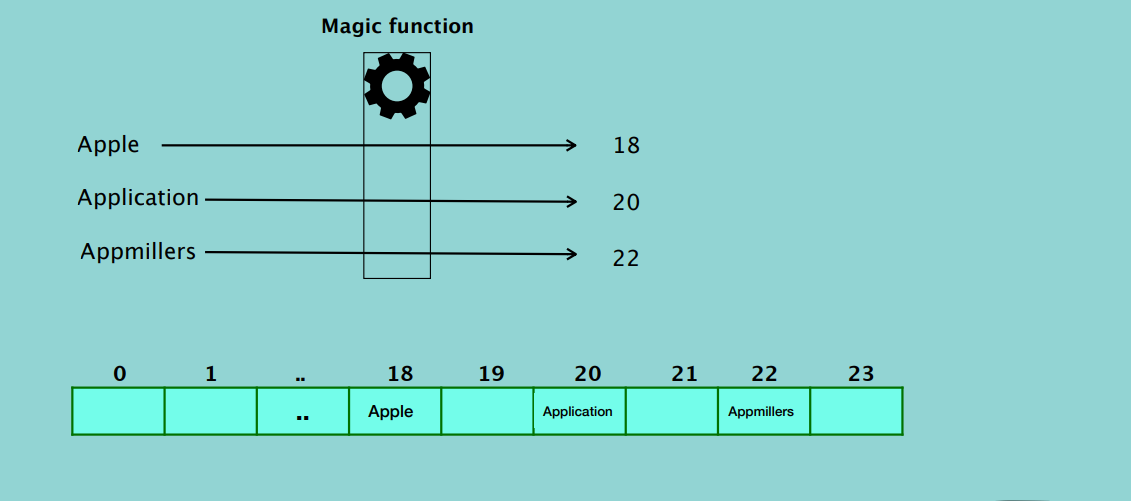 Magic function
Apple 18
Application 20
Appmillers 22
0 1 .. 18 19 20 21 22 23
.. Apple Application Appmillers